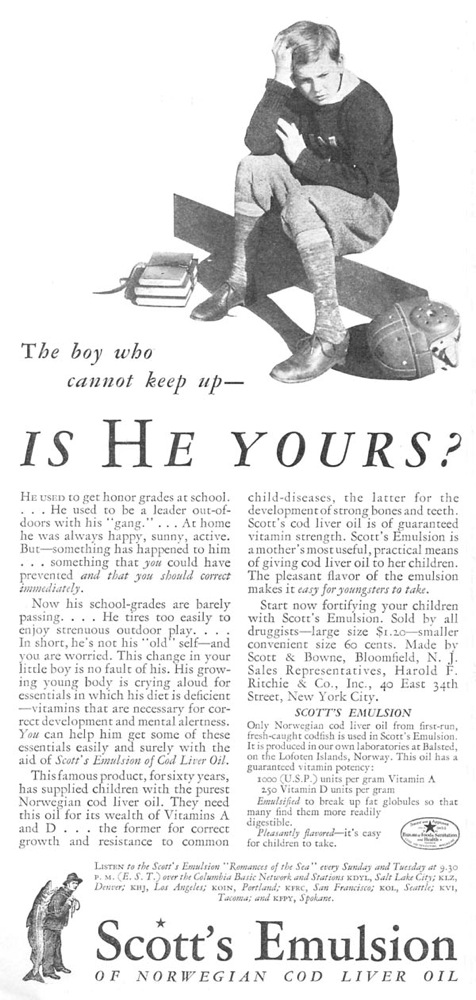 The boy who
cannot keep up—
IS HE YOURS?
HE USED to get honor grades at school.
. . . He used to be a leader out-of-
doors with his "gang." . . . At home
he was always happy, sunny, active.
But—something has happened to him
. . . something that you could have
prevented and that you should correct
immediately.
Now his school-grades are barely
passing. . . . He tires too easily to
enjoy strenuous outdoor play. . . .
In short, he's not his "old" self—and
you are worried. This change in your
little boy is no fault of his. His grow-
ing young body is crying aloud for
essentials in which his diet is deficient
—vitamins that are necessary for cor-
rect development and mental alertness.
You can help him get some of these
essentials easily and surely with the
aid of Scott's Emulsion of Cod Liver Oil.
This famous product, for sixty years,
has supplied children with the purest
Norwegian cod liver oil. They need
this oil for its wealth of Vitamins A
and D . . . the former for correct
growth and resistance to common
child-diseases, the latter for the
development of strong bones and teeth.
Scott's cod liver oil is of guaranteed
vitamin strength. Scott's Emulsion is
a mother's most useful, practical means
of giving cod liver oil to her children.
The pleasant flavor of the emulsion
makes it easy for youngsters to take.
Start now fortifying your children
with Scott's Emulsion. Sold by all
druggists—large size $1.20—smaller
convenient size 60 cents. Made by
Scott & Bowne, Bloomfield, N. J.
Sales Representatives, Harold F.
Ritchie & Co., Inc., 40 East 34th
Street, New York City.
SCOTT'S EMULSION
Only Norwegian cod liver oil from first-run,
fresh-caught codfish is used in Scott's Emulsion.
It is produced in our own laboratories at Balsted,
on the Lofoten Islands, Norway. This oil has a
guaranteed vitamin potency:
1000 (U.S.P.) units per gram Vitamin A
250 Vitamin D units per gram
Emulsified to break up fat globules so that
many find them more readily
digestible.
Pleasantly flavored—it's easy
for children to take.
LISTEN to the Scott's Emulsion "Romances of the Sea" every Sunday and Tuesday at 9.30
P. M. (E. S. T.) over the Columbia Basic Network and Stations KDYL, Salt Lake City; KLZ,
Denver; KHJ, Los Angeles; KOIN, Portland; KFRC, San Francisco; KOL, Seattle; KVI,
Tacoma; and KFPY, Spokane.
Scott's Emulsion
OF NORWEGIAN COD LIVER OIL